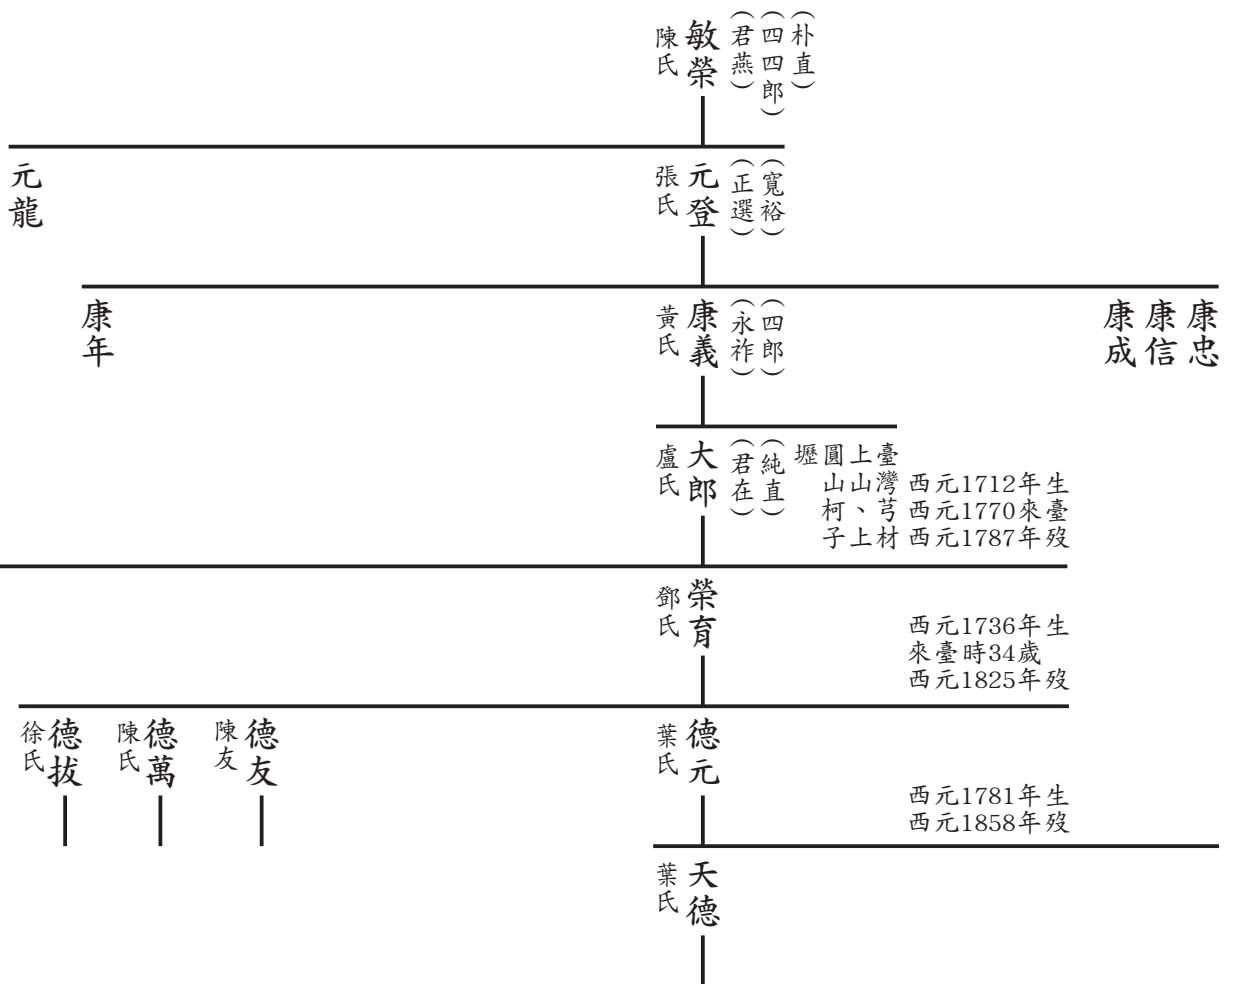 （朴直）
（四四郎）
（君燕）
敏榮
陳氏
（寬裕）
（正選）
元登
張氏
元龍
康忠
康信
康成
（四郎）
（永祚）
康義
黃氏
康年
西元1712年生
西元1770來臺
西元1787年歿
臺灣芎材
上山、上
圓山柯子
壢
（純直）
（君在）
大郎
盧氏
西元1736年生
來臺時34歲
西元1825年歿
榮育
鄧氏
西元1781年生
西元1858年歿
德元
葉氏
德友
陳友
德萬
陳氏
德拔
徐氏
天德
葉氏